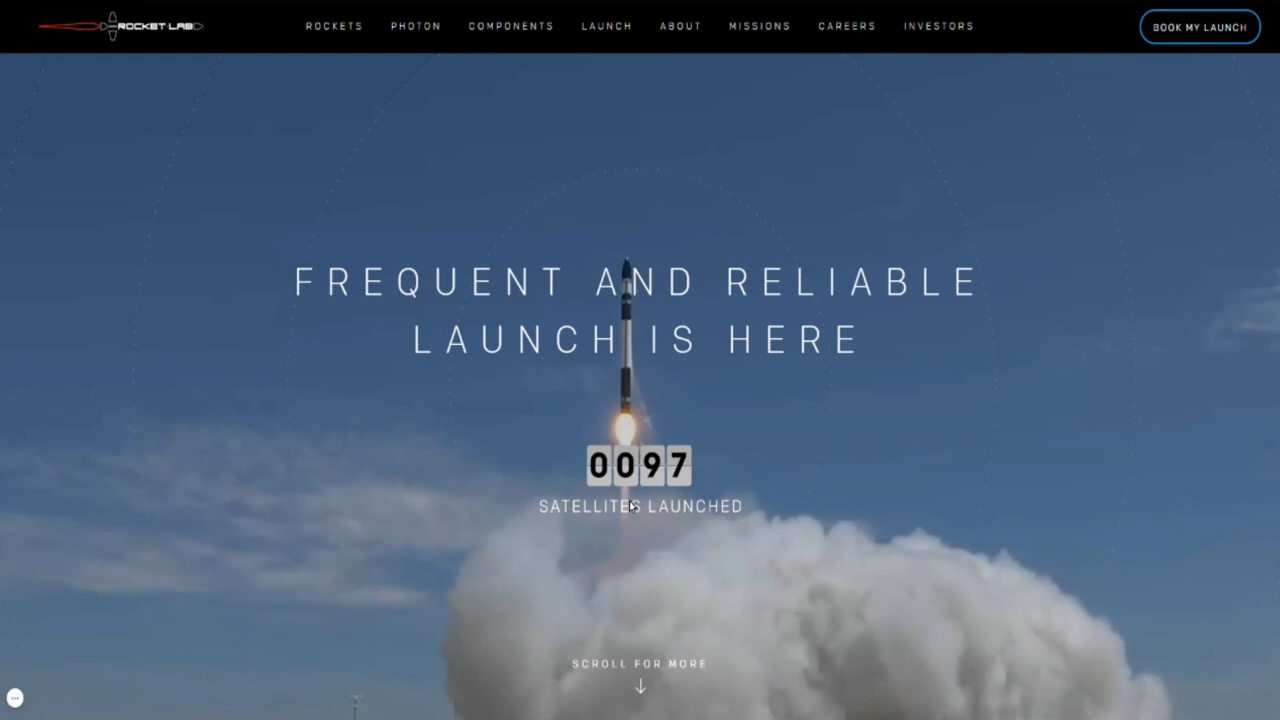 ROCKET LAB
ROCKETS PHOTON COMPONENTS LAUNCH ABOUT MISSIONS CAREERS INVESTORS
BOOK MY LAUNCH
FREQUENT AND RELIABLE
LAUNCH IS HERE
0097
SATELLITES LAUNCHED
SCROLL FOR MORE